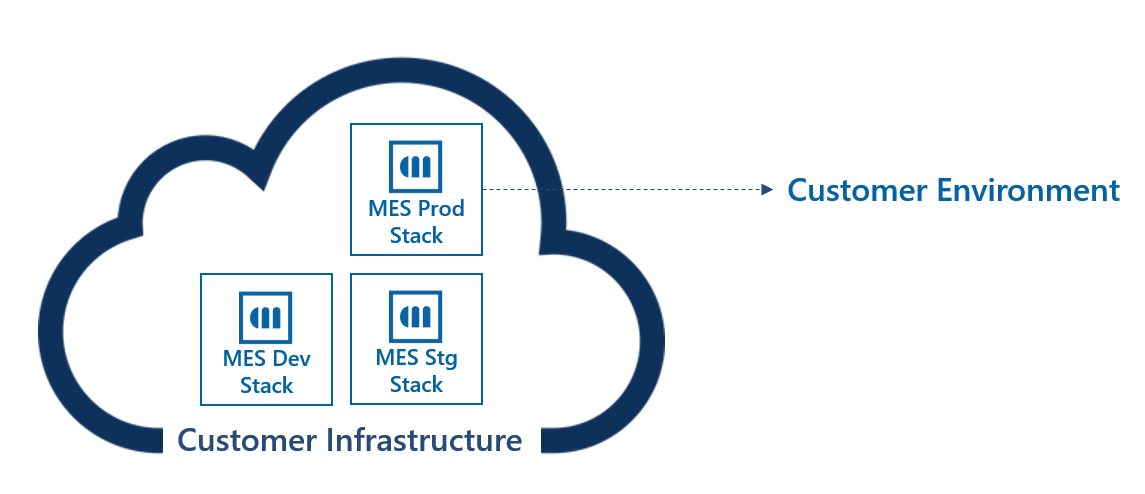 MES Prod
Stack
Customer Environment
MES Dev
Stack
MES Stg
Stack
Customer Infrastructure